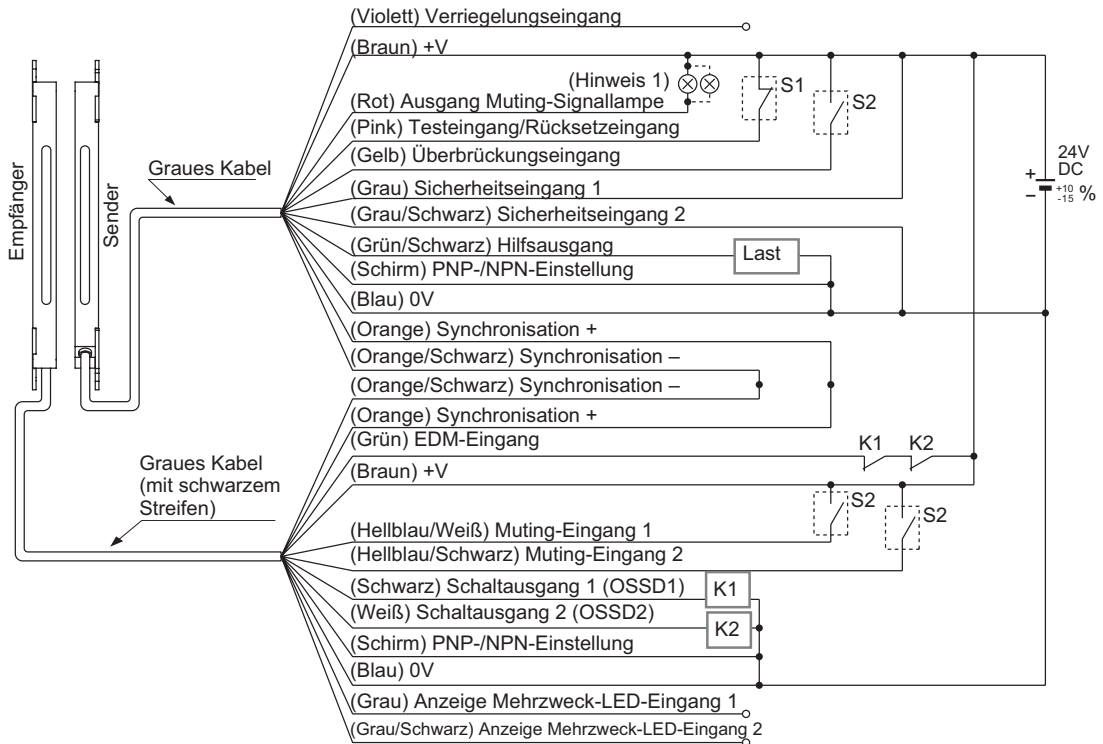 (Violett) Verriegelungseingang
(Braun) +V
(Hinweis 1)
S1
S2
(Rot) Ausgang Muting-Signallampe
(Pink) Testeingang/Rücksetzeingang
(Gelb) Überbrückungseingang
24V
DC
+
–
+10
-15 %
Graues Kabel
Empfänger
Sender
(Grau) Sicherheitseingang 1
(Grau/Schwarz) Sicherheitseingang 2
(Grün/Schwarz) Hilfsausgang
Last
(Schirm) PNP-/NPN-Einstellung
(Blau) 0V
(Orange) Synchronisation +
(Orange/Schwarz) Synchronisation –
(Orange/Schwarz) Synchronisation –
(Orange) Synchronisation +
(Grün) EDM-Eingang
K1
K2
Graues Kabel
(mit schwarzem
Streifen)
(Braun) +V
S2
S2
(Hellblau/Weiß) Muting-Eingang 1
(Hellblau/Schwarz) Muting-Eingang 2
(Schwarz) Schaltausgang 1 (OSSD1)
K1
(Weiß) Schaltausgang 2 (OSSD2)
K2
(Schirm) PNP-/NPN-Einstellung
(Blau) 0V
(Grau) Anzeige Mehrzweck-LED-Eingang 1
(Grau/Schwarz) Anzeige Mehrzweck-LED-Eingang 2